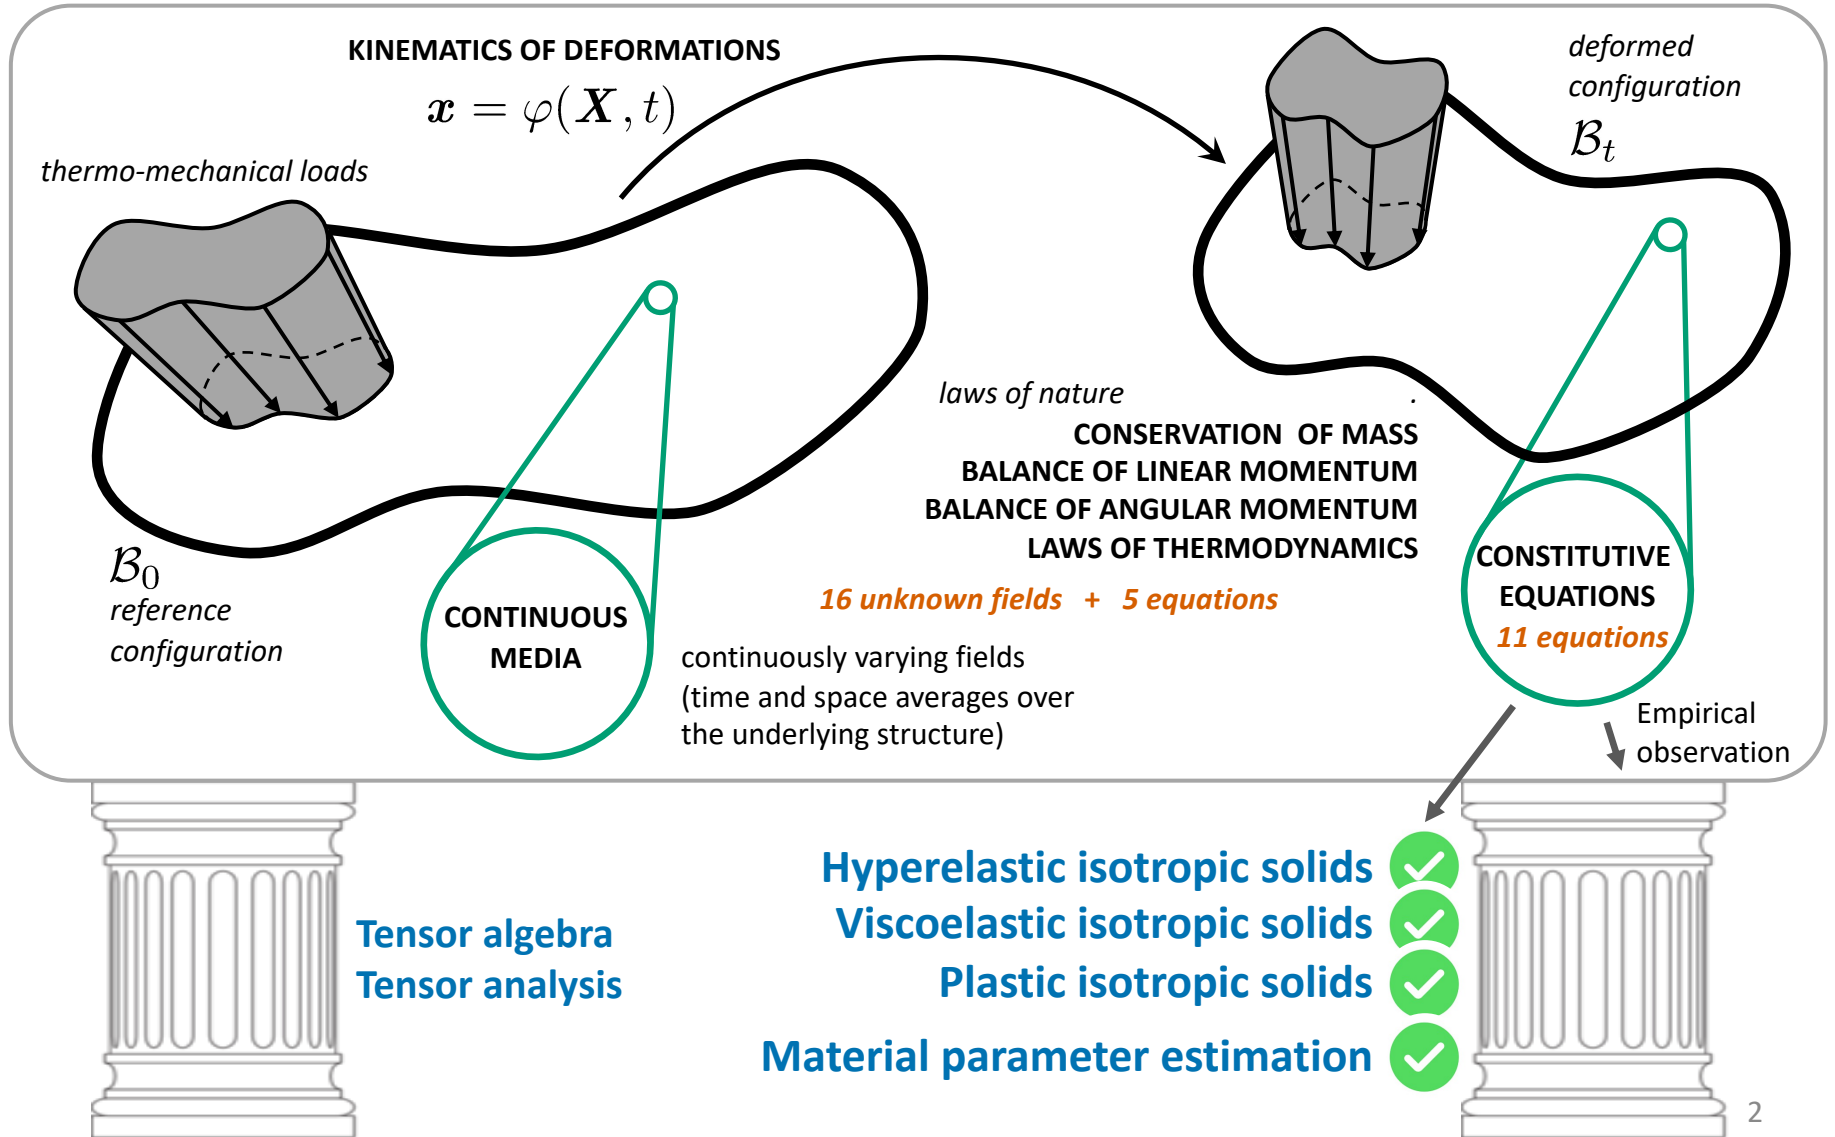 KINEMATICS OF DEFORMATIONS
x = φ(X, t)
thermo-mechanical loads
deformed
configuration
ℬt
laws of nature .
CONSERVATION OF MASS
BALANCE OF LINEAR MOMENTUM
BALANCE OF ANGULAR MOMENTUM
LAWS OF THERMODYNAMICS
16 unknown fields + 5 equations
ℬ0
reference
configuration
CONTINUOUS
MEDIA
continuously varying fields
(time and space averages over
the underlying structure)
CONSTITUTIVE
EQUATIONS
11 equations
Empirical
observation
Tensor algebra
Tensor analysis
Hyperelastic isotropic solids
Viscoelastic isotropic solids
Plastic isotropic solids
Material parameter estimation
2